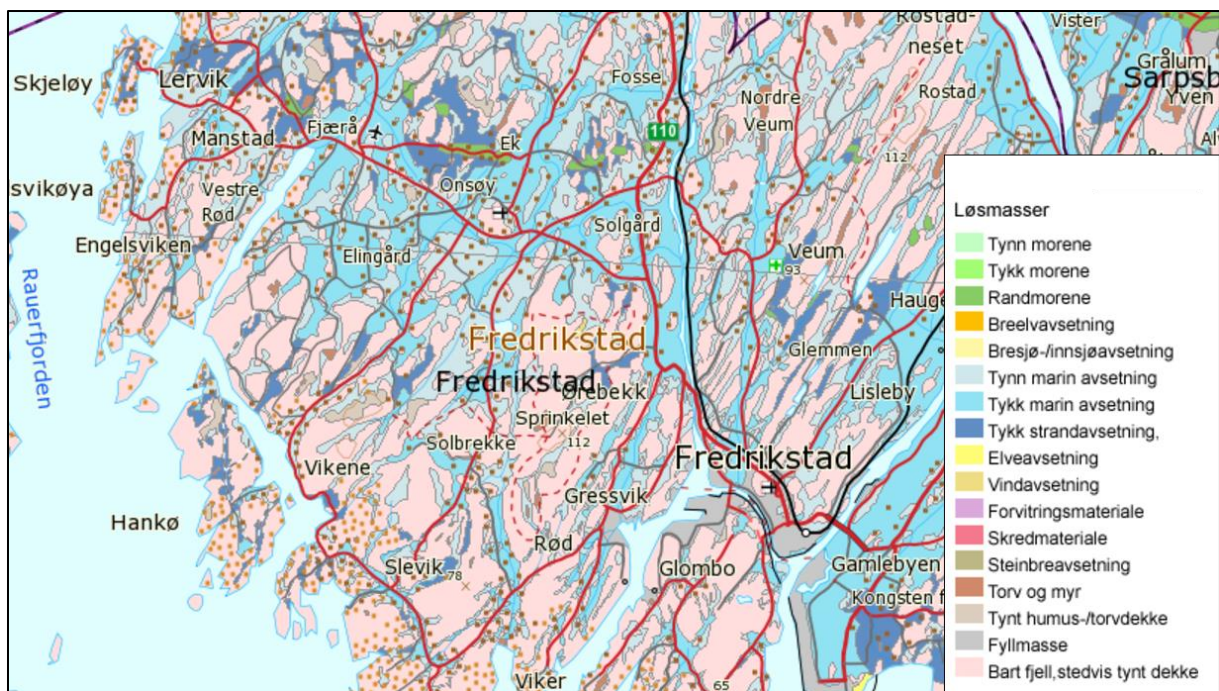 Rostad-
neset
Vister
Grålum
Sarpsb
Yven
Skjeløy
Lervik
Fosse
Nordre
Veum
Rostad
Manstad
Fjærå
Ek
110
112
Al
svikøya
Vestre
Rød
Onsøy
Solgård
Veum
93
Engelsviken
Elingård
Hauge
Rauerfjorden
Fredrikstad
Fredrikstad
Glemmen
Ørebekk
Lisleby
Sprinkelet
112
Solbrekke
Vikene
Fredrikstad
Gressvik
Hankø
Rød
Slevik
78
Glombo
Gamlebyen
Kongsten f
Viker
65
Løsmasser
Tynn morene
Tykk morene
Randmorene
Breelvavsetning
Bresjø-/innsjøavsetning
Tynn marin avsetning
Tykk marin avsetning
Tykk strandavsetning,
Elveavsetning
Vindavsetning
Forvitringsmateriale
Skredmateriale
Steinbreavsetning
Torv og myr
Tynt humus-/torvdekke
Fyllmasse
Bart fjell,stedvis tynt dekke